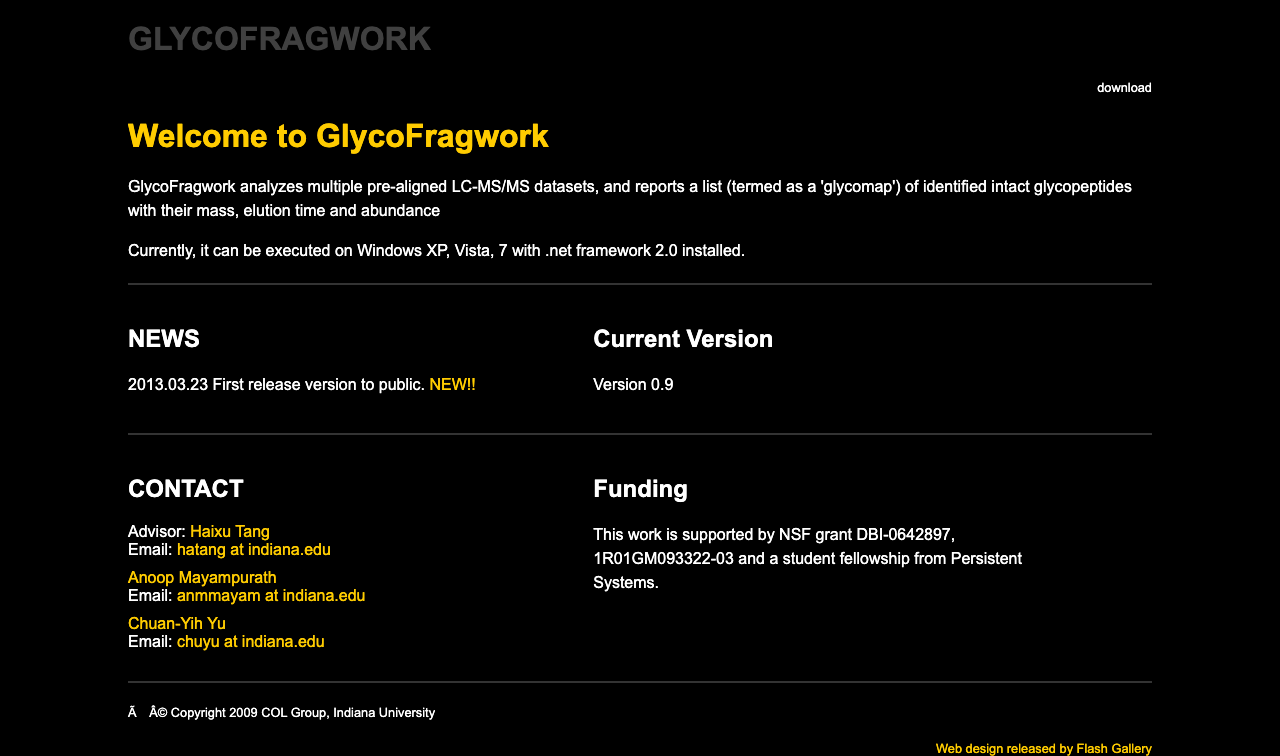 GLYCOFRAGWORK
download
Welcome to GlycoFragwork
GlycoFragwork analyzes multiple pre-aligned LC-MS/MS datasets, and reports a list (termed as a 'glycomap') of identified intact glycopeptides
with their mass, elution time and abundance
Currently, it can be executed on Windows XP, Vista, 7 with .net framework 2.0 installed.
NEWS
2013.03.23 First release version to public. NEW!!
Current Version
Version 0.9
CONTACT
Advisor: Haixu Tang
Email: hatang at indiana.edu
Anoop Mayampurath
Email: anmmayam at indiana.edu
Chuan-Yih Yu
Email: chuyu at indiana.edu
Funding
This work is supported by NSF grant DBI-0642897,
1R01GM093322-03 and a student fellowship from Persistent
Systems.
Ã Â© Copyright 2009 COL Group, Indiana University
Web design released by Flash Gallery